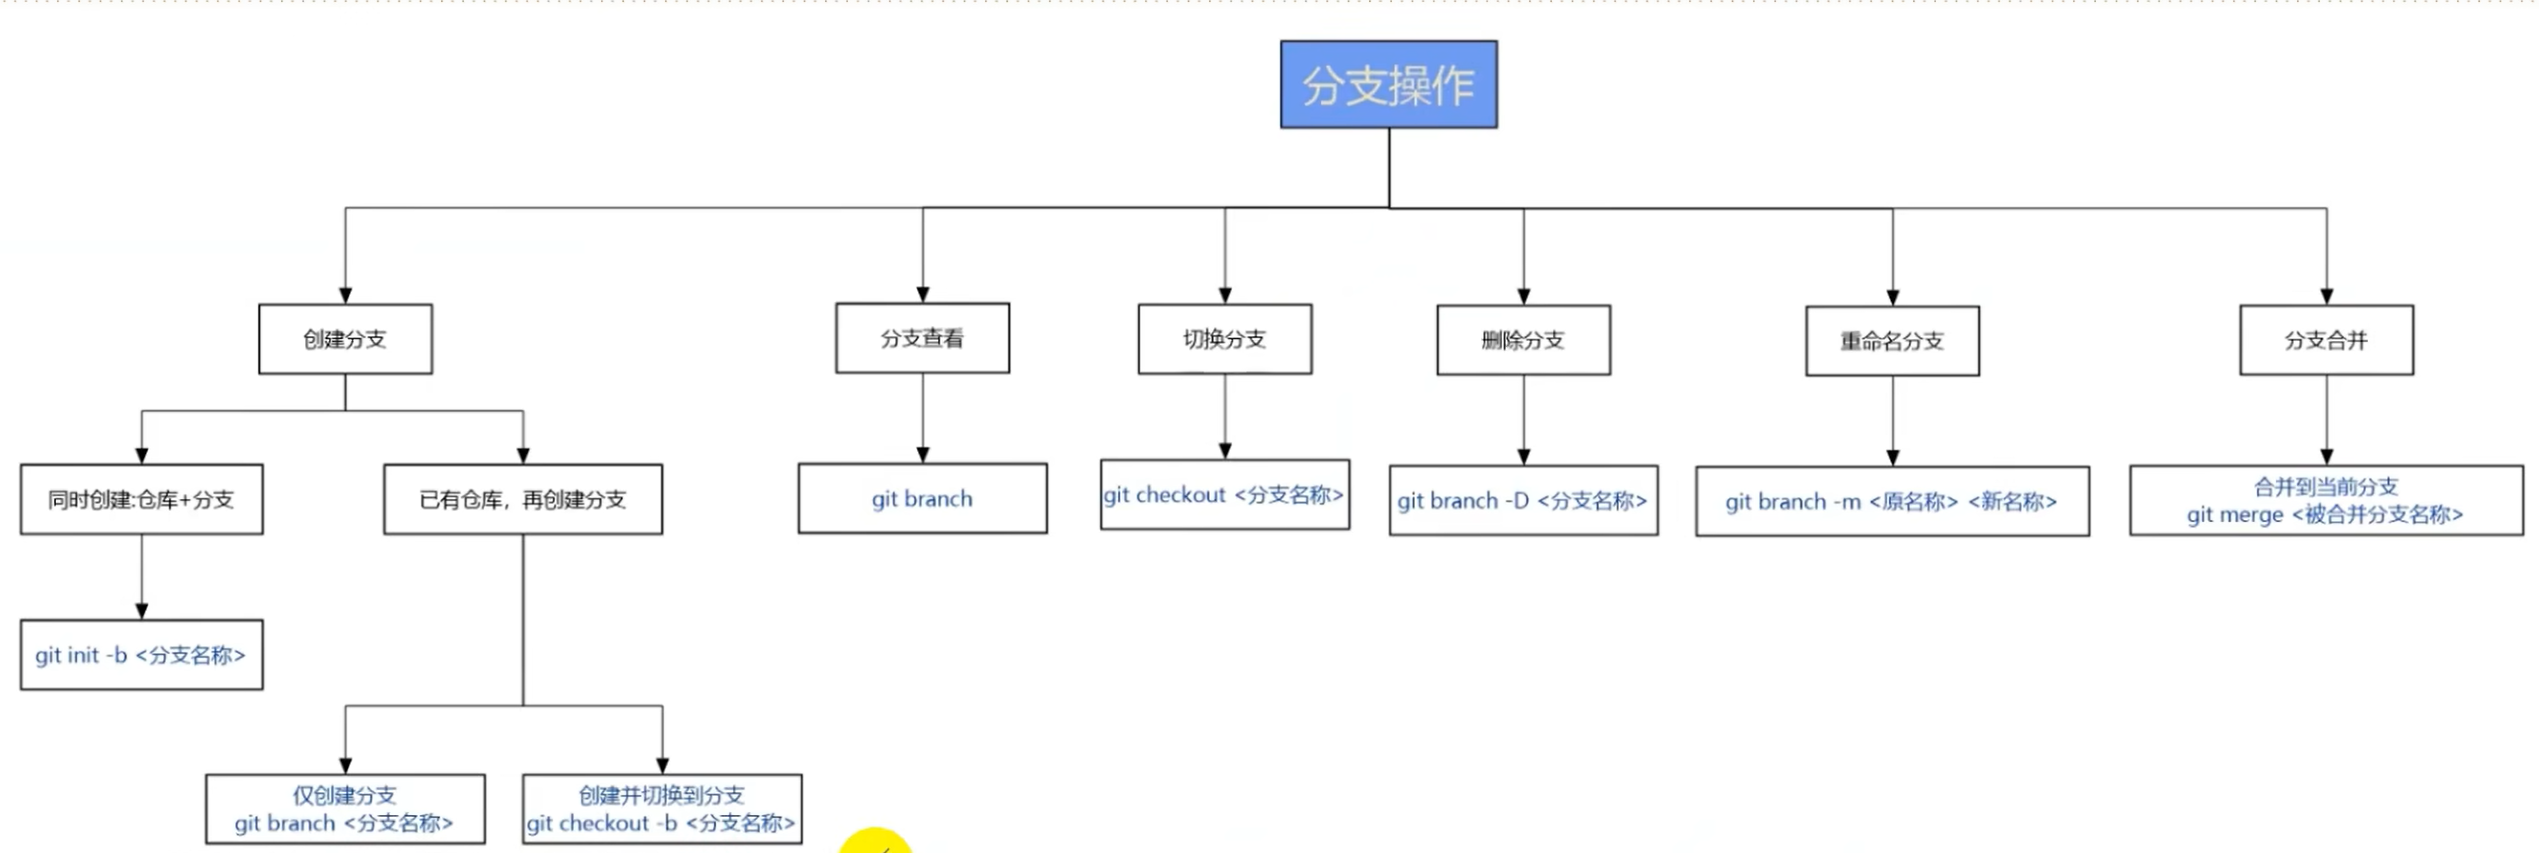 分支操作
创建分支
分支查看
切换分支
删除分支
重命名分支
分支合并
同时创建:仓库+分支
已有仓库，再创建分支
git branch
git checkout <分支名称>
git branch -D <分支名称>
git branch -m <原名称> <新名称>
合并到当前分支
git merge <被合并分支名称>
git init -b <分支名称>
仅创建分支
git branch <分支名称>
创建并切换到分支
git checkout -b <分支名称>